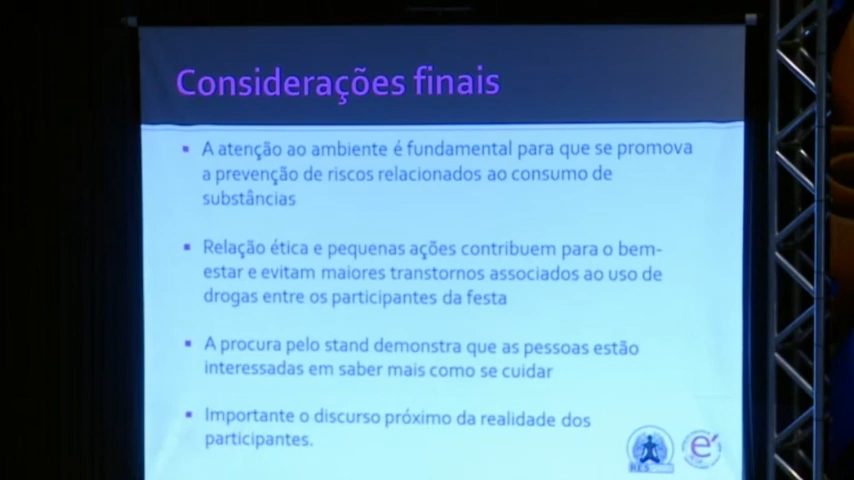 Considerações finais
A atenção ao ambiente é fundamental para que se promova
a prevenção de riscos relacionados ao consumo de
substâncias
Relação ética e pequenas ações contribuem para o bem-
estar e evitam maiores transtornos associados ao uso de
drogas entre os participantes da festa
A procura pelo stand demonstra que as pessoas estão
interessadas em saber mais como se cuidar
Importante o discurso próximo da realidade dos
participantes.
RES
é